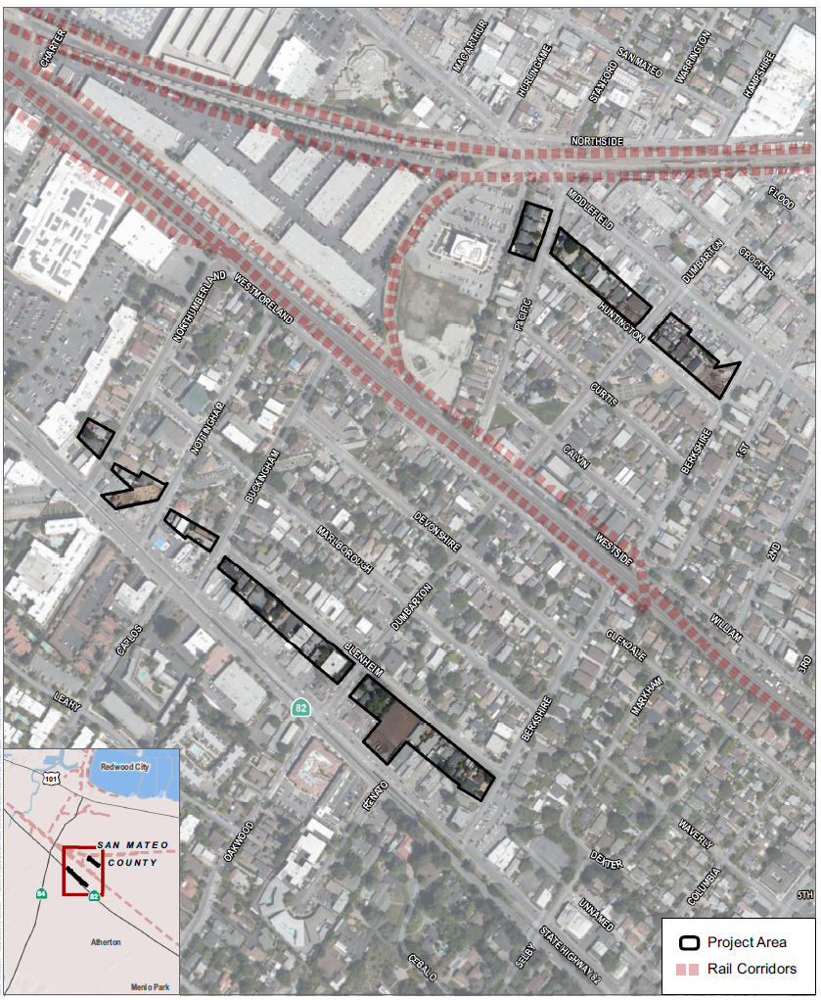 CHARTER
MAC ARTHUR
HURLINGAME
SAN MATEO
STANFORD
WARRINGTON
HAMPSHIRE
NORTHSIDE
FLOOD
MIDDLEFIELD
DUMBARTON
CROCKER
NORTHUMBERLAND
WESTMORELAND
PACIFIC
HUNTINGTON
CURTIS
NOTTINGHAM
BUCKINGHAM
CALVIN
BERKSHIRE
1ST
DEVONSHIRE
MARLBOROUGH
WESTSIDE
2ND
DUMBARTON
CARLOS
BLENHEIM
GLENDALE
WILLIAM
3RD
LEAHY
82
BERKSHIRE
MARKHAM
RENATO
OAKWOOD
WAVERLY
DEXTER
COLUMBIA
5TH
UNNAMED
STATE HIGHWAY 82
SELBY
CEBALO
Redwood City
101
SAN MATEO
COUNTY
84
82
Atherton
Menlo Park
Project Area
Rail Corridors